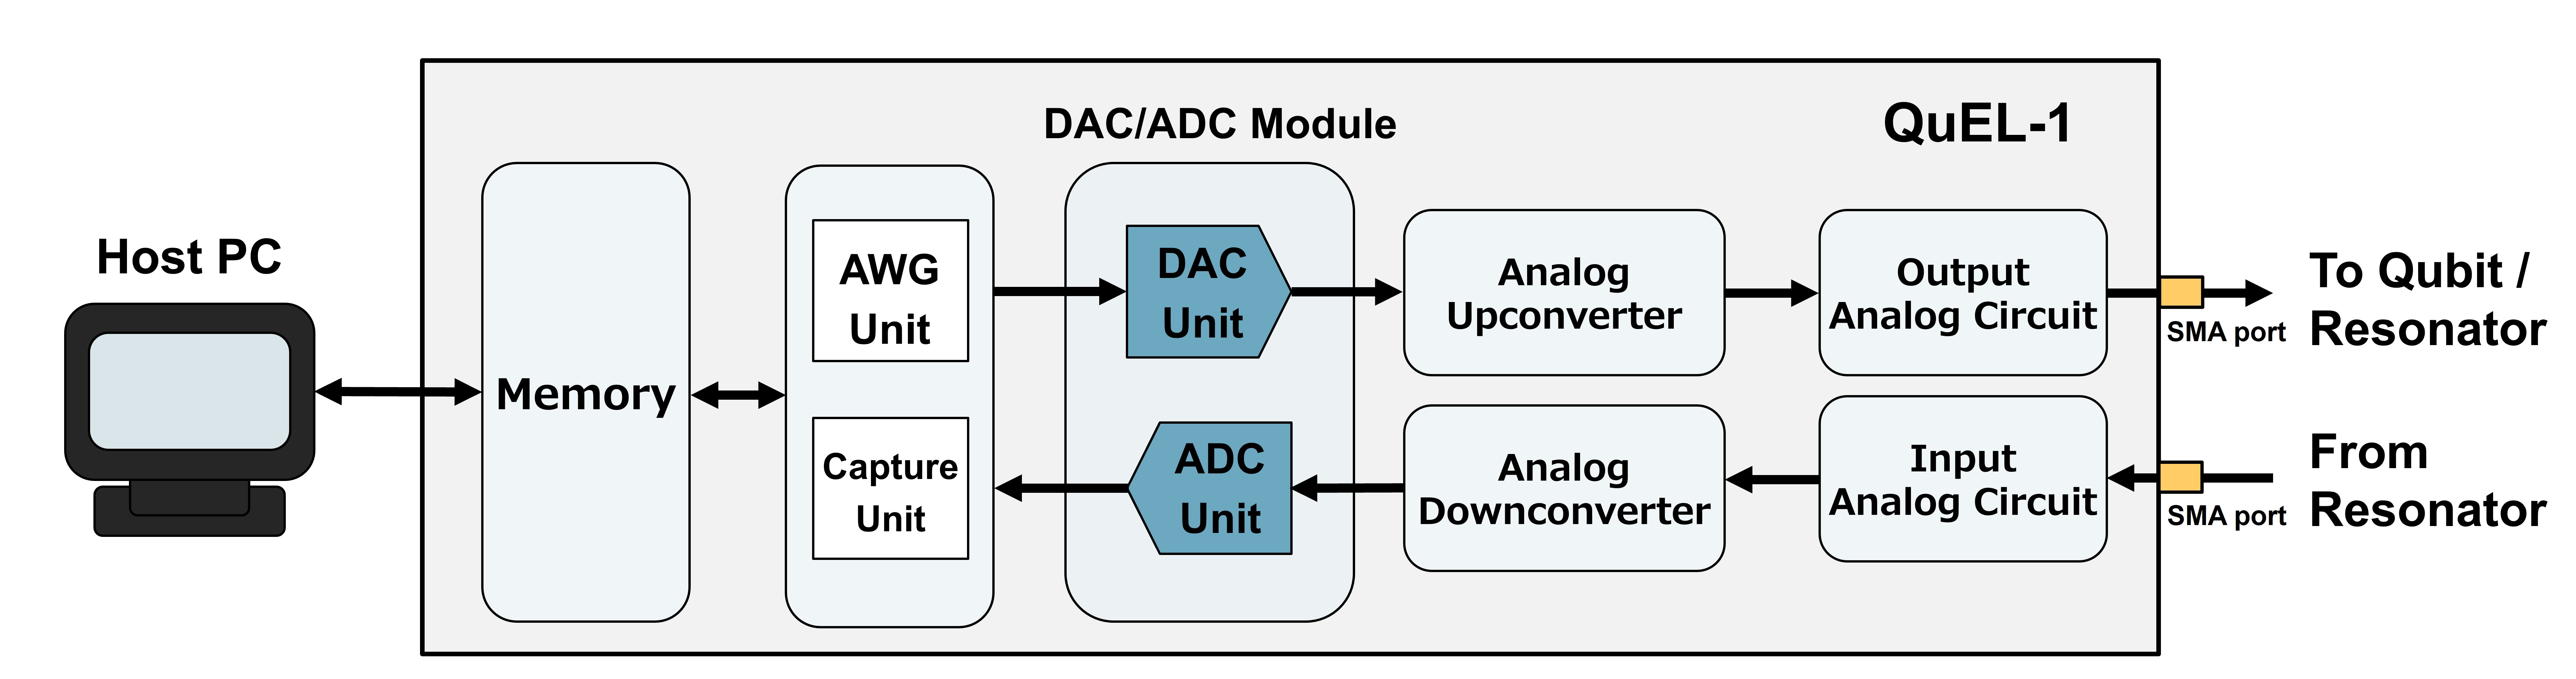 DAC/ADC Module
QuEL-1
Host PC
Memory
AWG
Unit
Capture
Unit
DAC
Unit
ADC
Unit
Analog
Upconverter
Output
Analog Circuit
Analog
Downconverter
Input
Analog Circuit
SMA port
To Qubit /
Resonator
SMA port
From
Resonator